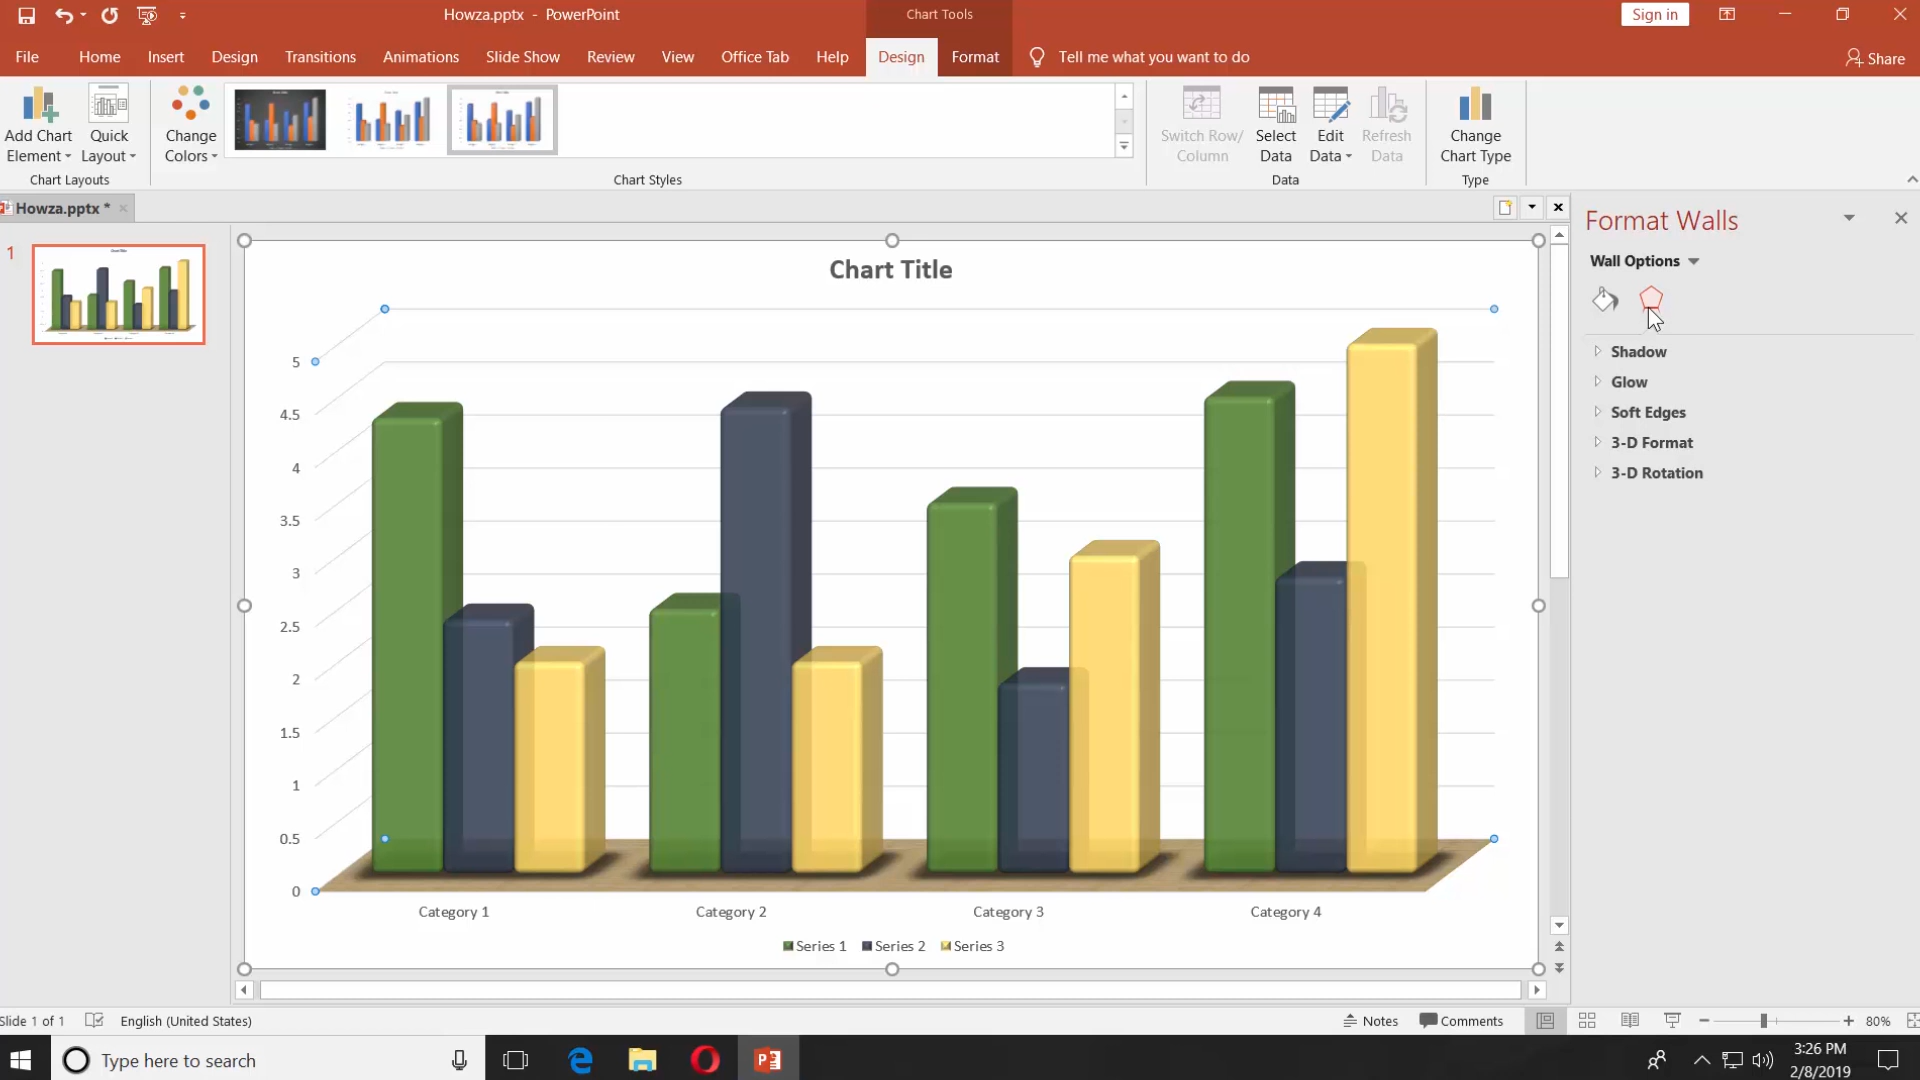 Howza.pptx - PowerPoint
Chart Tools
Sign in
File
Home
Insert
Design
Transitions
Animations
Slide Show
Review
View
Office Tab
Help
Design
Format
Tell me what you want to do
Share
Add Chart Element
Quick Layout
Chart Layouts
Change Colors
Chart Styles
Switch Row/Column
Select Data
Edit Data
Refresh Data
Data
Change Chart Type
Type
Howza.pptx *
1
Chart Title
5
4.5
4
3.5
3
2.5
2
1.5
1
0.5
0
Category 1
Category 2
Category 3
Category 4
Series 1
Series 2
Series 3
Format Walls
Wall Options
Shadow
Glow
Soft Edges
3-D Format
3-D Rotation
Slide 1 of 1
English (United States)
Notes
Comments
80%
Type here to search
3:26 PM
2/8/2019